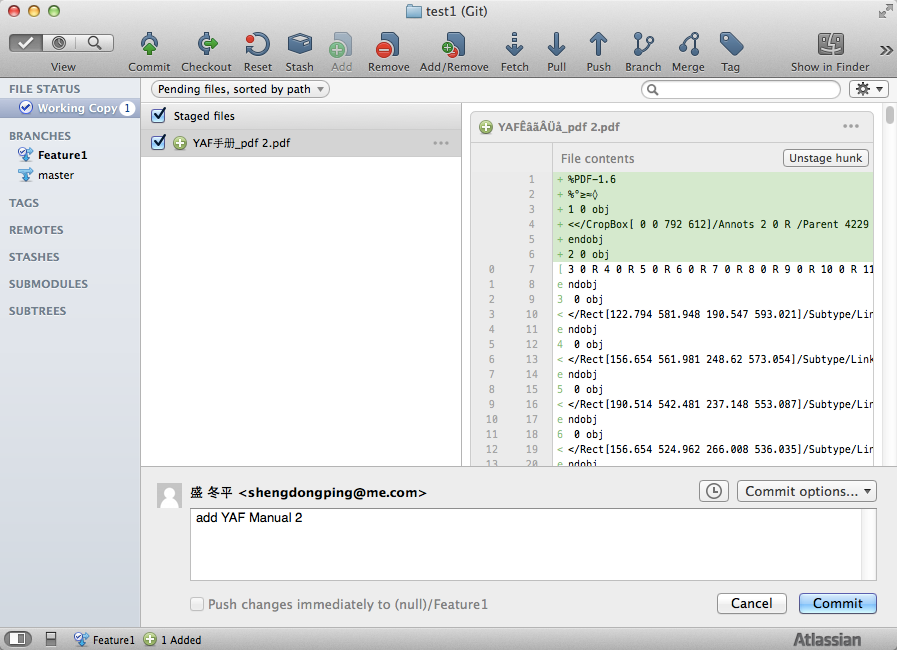 test1 (Git)
View
Commit
Checkout
Reset
Stash
Add
Remove
Add/Remove
Fetch
Pull
Push
Branch
Merge
Tag
Show in Finder
FILE STATUS
Working Copy 1
BRANCHES
Feature1
master
TAGS
REMOTES
STASHES
SUBMODULES
SUBTREES
Pending files, sorted by path
Staged files
YAF手册_pdf 2.pdf
YAFÊâãÂÜå_pdf 2.pdf
File contents
Unstage hunk
1 + %PDF-1.6
2 + %°≥≈◊
3 + 1 0 obj
4 + <</CropBox[ 0 0 792 612]/Annots 2 0 R /Parent 4229
5 + endobj
6 + 2 0 obj
0 7 [ 3 0 R 4 0 R 5 0 R 6 0 R 7 0 R 8 0 R 9 0 R 10 0 R 11
1 8 e ndobj
2 9 3 0 obj
3 10 < </Rect[122.794 581.948 190.547 593.021]/Subtype/Lin
4 11 e ndobj
5 12 4 0 obj
6 13 < </Rect[156.654 561.981 248.62 573.054]/Subtype/Link
7 14 e ndobj
8 15 5 0 obj
9 16 < </Rect[190.514 542.481 237.148 553.087]/Subtype/Lin
10 17 e ndobj
11 18 6 0 obj
12 19 < </Rect[156.654 524.962 266.008 536.035]/Subtype/Lin
13 20 e ndobj
盛 冬平 <shengdongping@me.com>
Commit options...
add YAF Manual 2
Push changes immediately to (null)/Feature1
Cancel
Commit
Feature1
1 Added
Atlassian